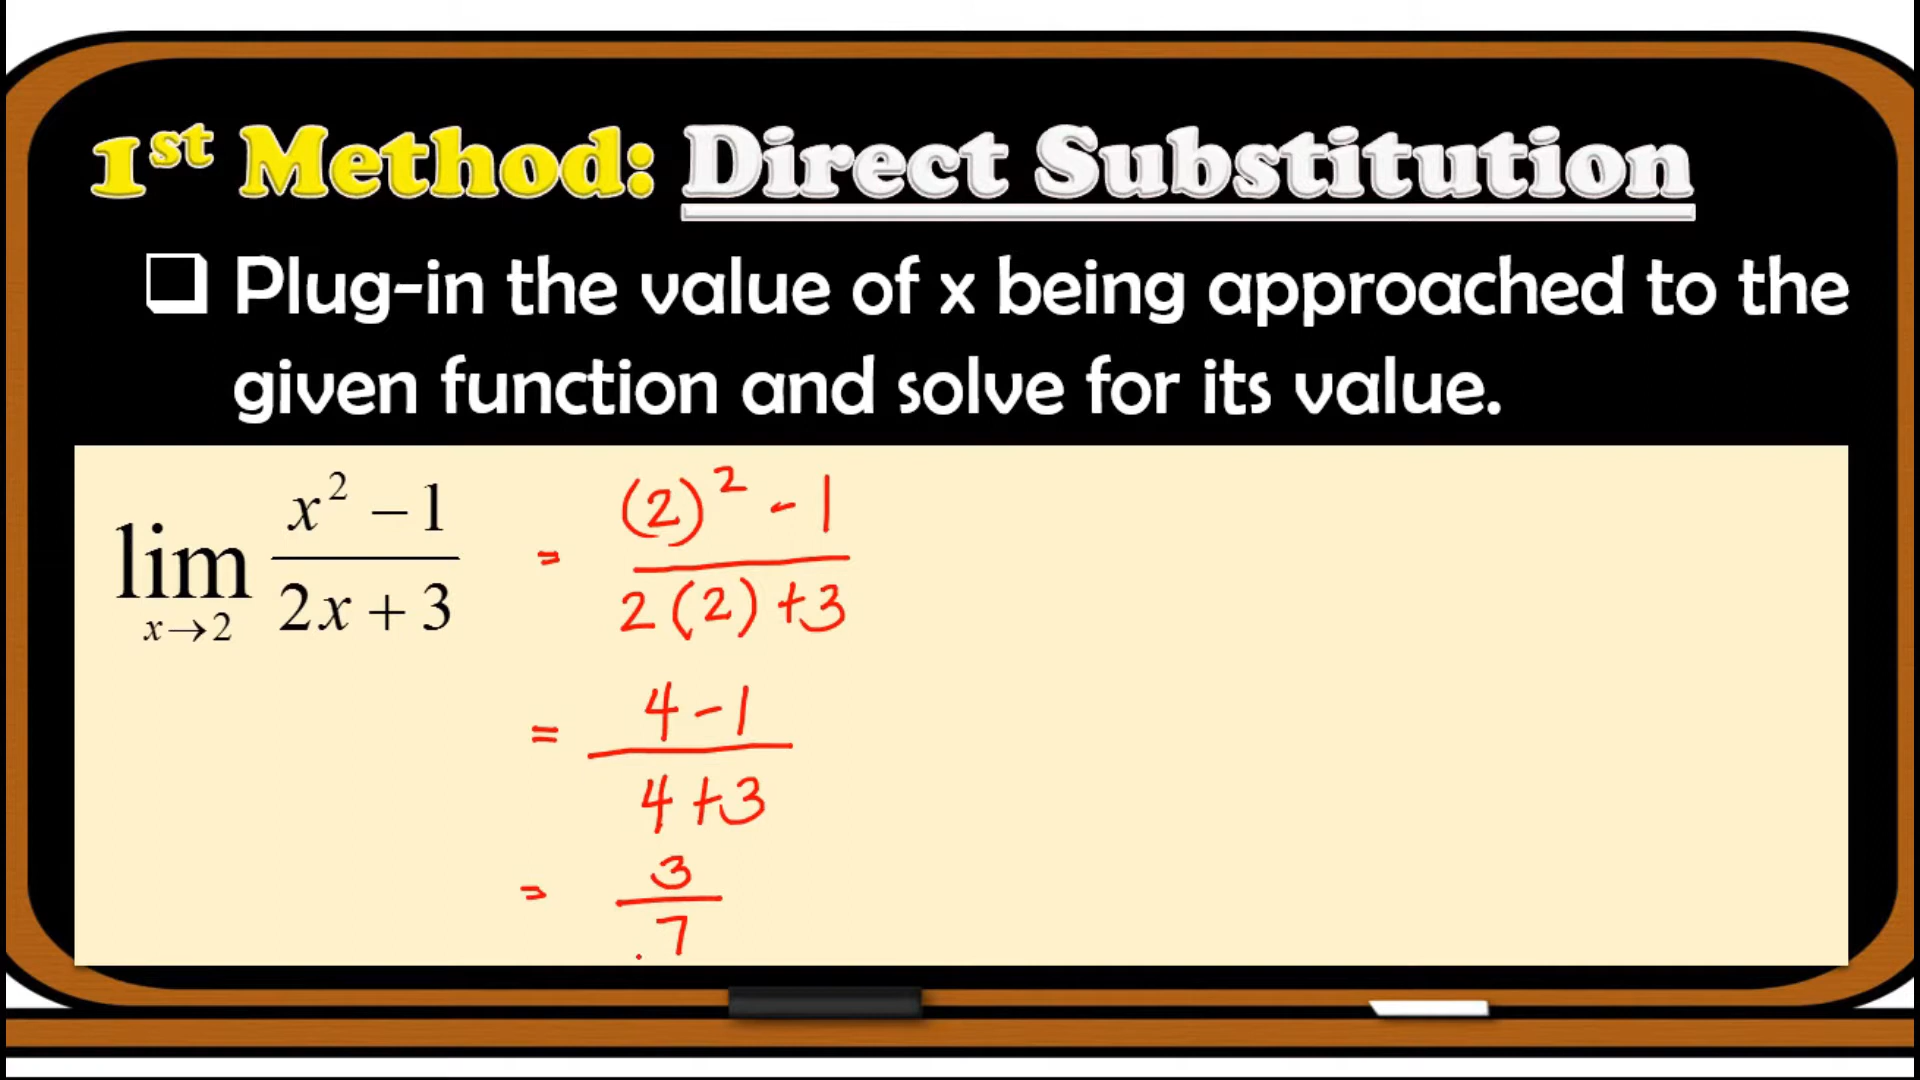 1st Method: Direct Substitution
Plug-in the value of x being approached to the
given function and solve for its value.
lim x→2 (x² − 1)/(2x + 3) = ((2)² - 1)/(2(2) + 3)
= (4 - 1)/(4 + 3)
= 3/7